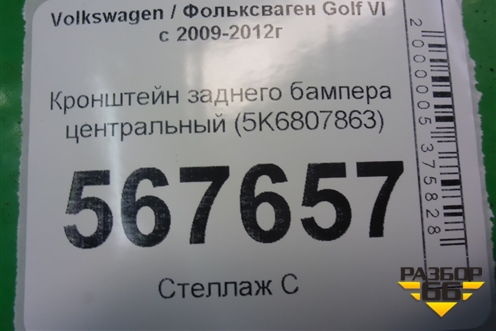 Volkswagen / Фольксваген Golf VI
с 2009-2012г
Кронштейн заднего бампера
центральный (5K6807863)
567657
Стеллаж С
2000005375828
РАЗБОР
66